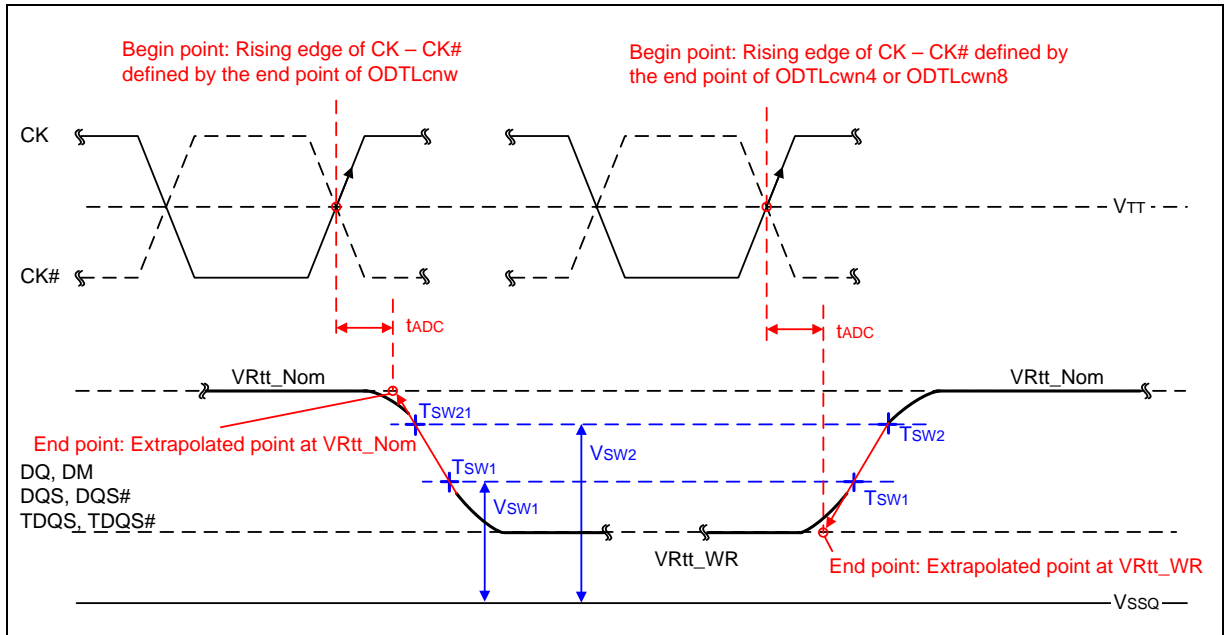 Begin point: Rising edge of CK – CK#
defined by the end point of ODTLcnw
Begin point: Rising edge of CK – CK# defined by
the end point of ODTLcwn4 or ODTLcwn8
CK
VTT
CK#
tADC
tADC
VRtt_Nom
VRtt_Nom
TSW21
End point: Extrapolated point at VRtt_Nom
VSW2
TSW2
DQ, DM
DQS, DQS#
TDQS, TDQS#
TSW1
VSW1
TSW1
VRtt_WR
End point: Extrapolated point at VRtt_WR
VSSQ